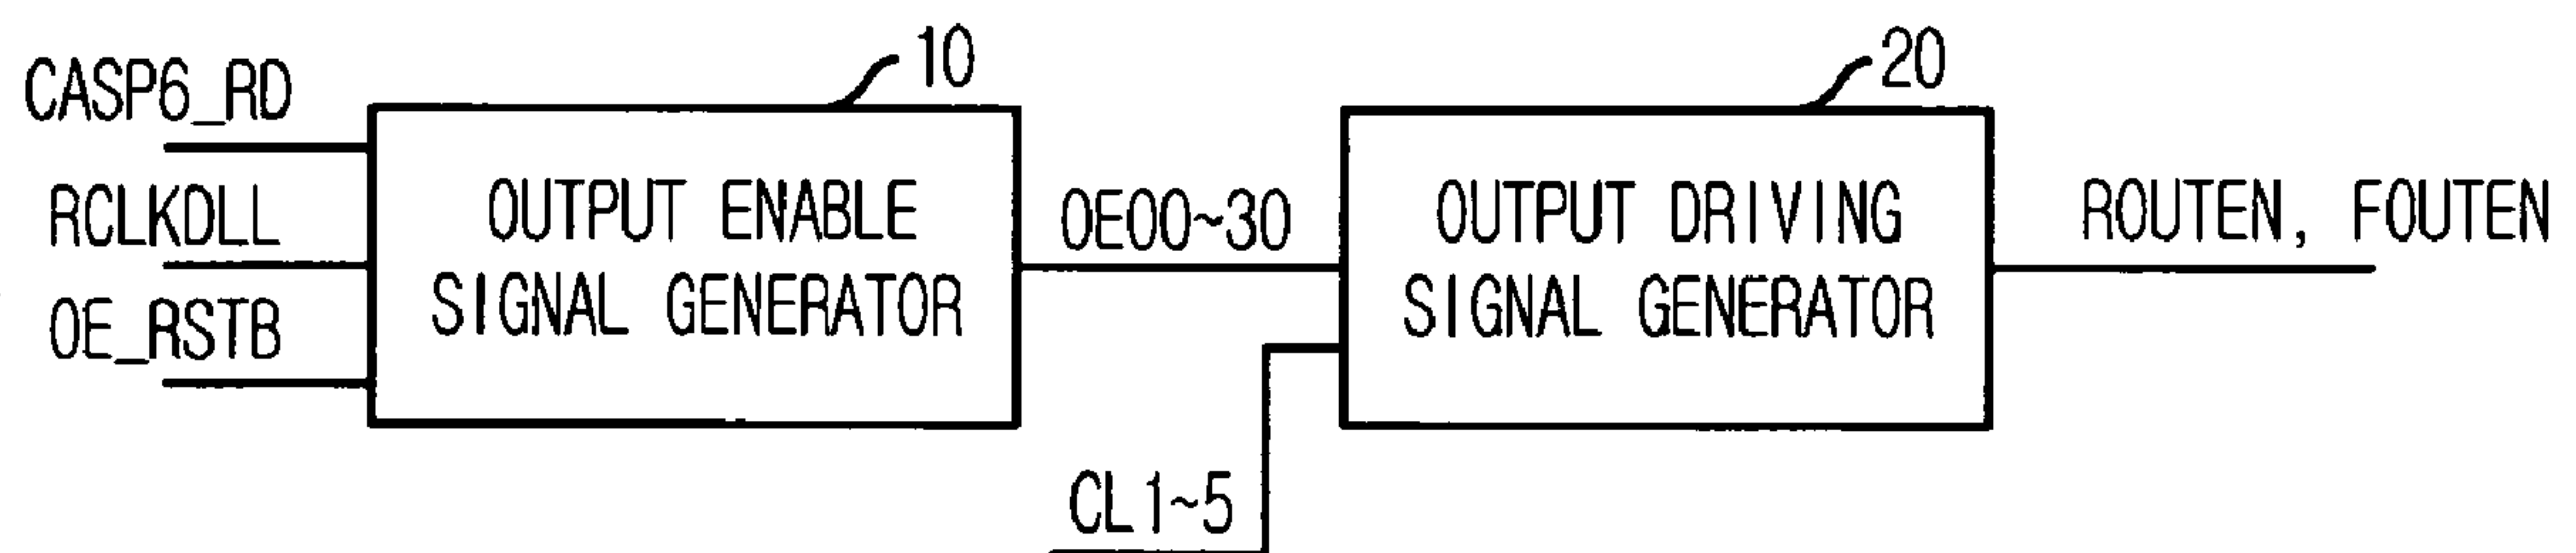 CASP6_RD
RCLKDLL
OE_RSTB
10
OUTPUT ENABLE
SIGNAL GENERATOR
OE00~30
CL1~5
20
OUTPUT DRIVING
SIGNAL GENERATOR
ROUTEN, FOUTEN